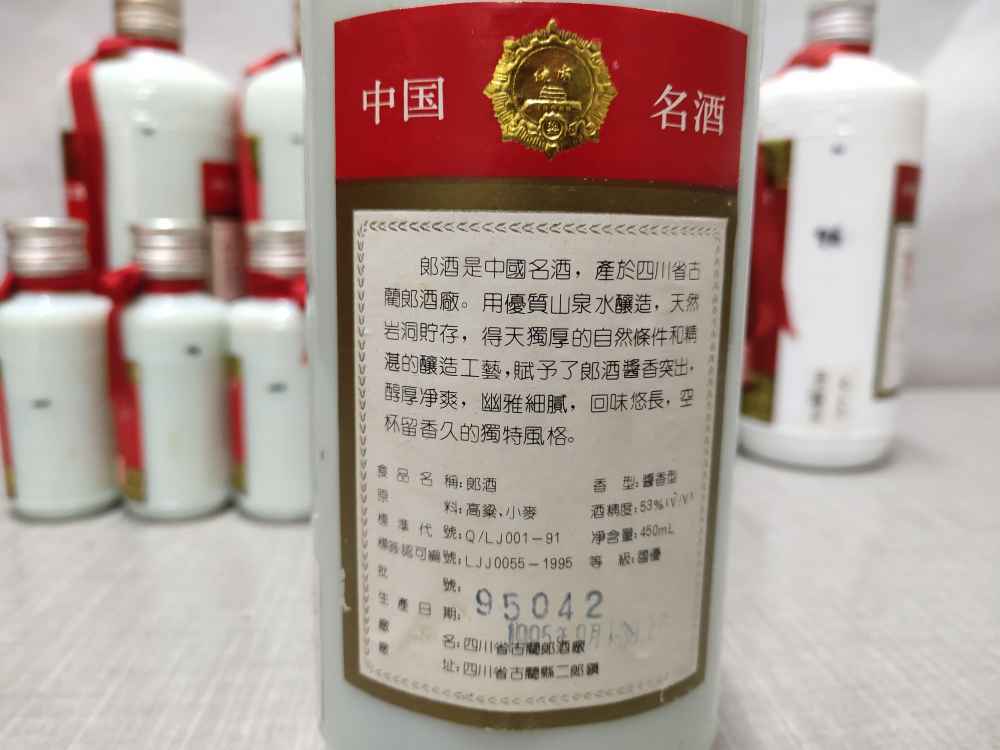 中国
名酒
郎酒是中國名酒，產於四川省古
藺郎酒廠。用優質山泉水釀造，天然
岩洞貯存，得天獨厚的自然條件和精
湛的釀造工藝，賦予了郎酒醬香突出，
醇厚净爽，幽雅細膩，回味悠長，空
杯留香久的獨特風格。
食品名稱：郎酒 香型：醬香型
原料：高粱、小麥 酒精度：53%(V/V)
標準代號：Q/LJ001-91 净含量：450mL
標簽認可編號：LJJ0055-1995 等級：國優
批號：95042
生產日期：
廠名：四川省古藺郎酒廠
廠址：四川省古藺縣二郎鎮